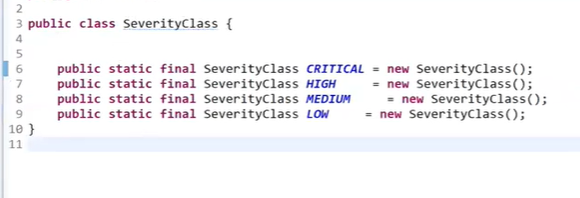 2
3 public class SeverityClass {
4
5
6     public static final SeverityClass CRITICAL = new SeverityClass();
7     public static final SeverityClass HIGH     = new SeverityClass();
8     public static final SeverityClass MEDIUM     = new SeverityClass();
9     public static final SeverityClass LOW     = new SeverityClass();
10 }
11